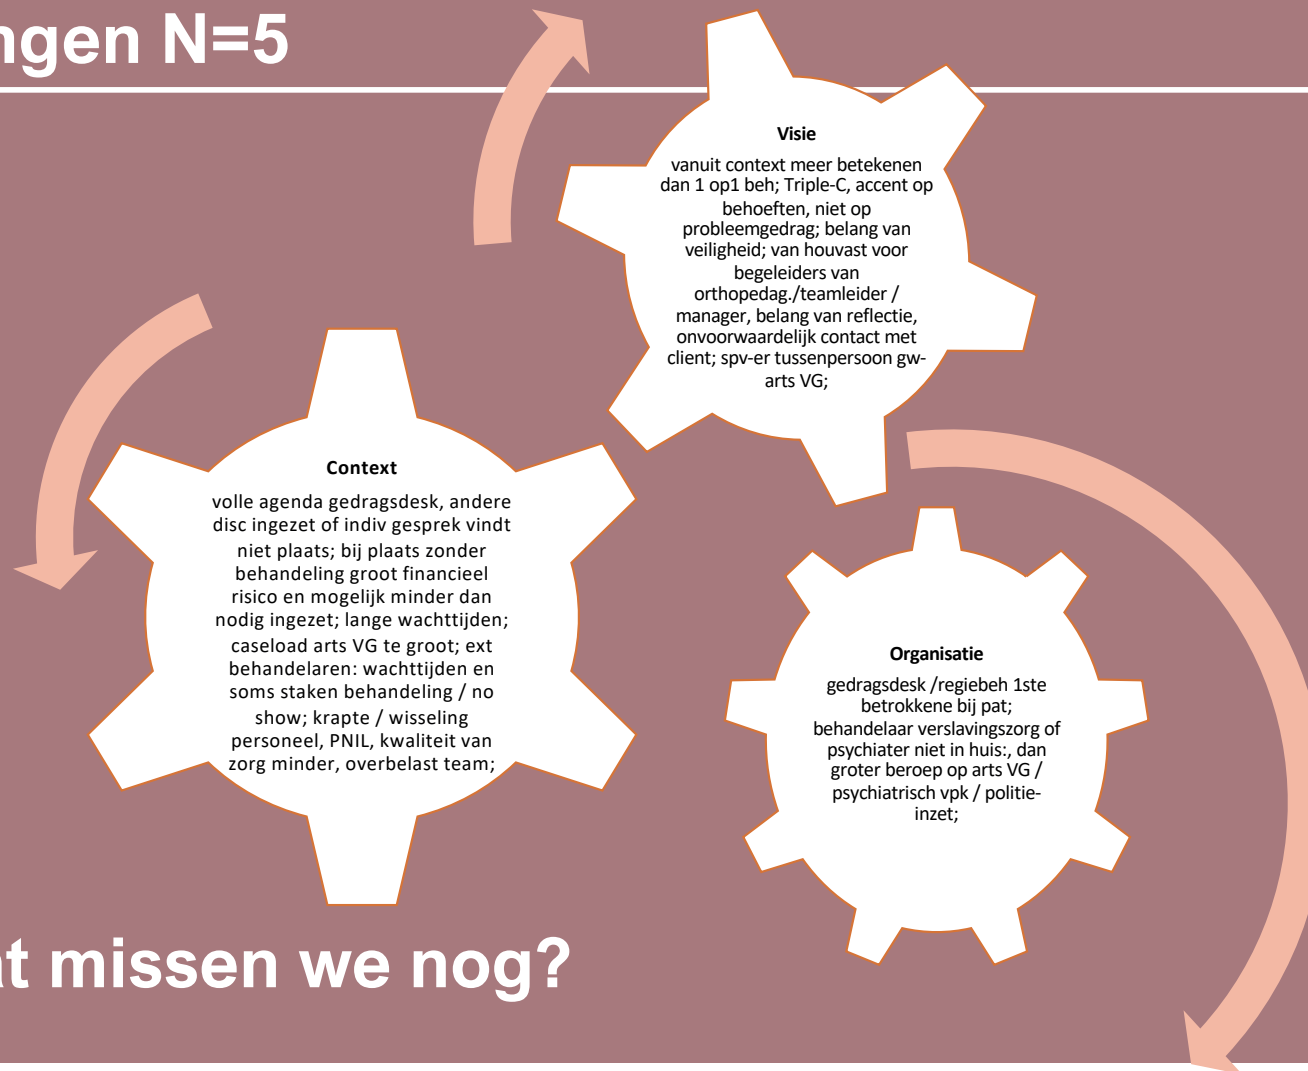 ngen N=5
Visie
vanuit context meer betekenen
dan 1 op1 beh; Triple-C, accent op
behoeften, niet op
probleemgedrag; belang van
veiligheid; van houvast voor
begeleiders van
orthopedag./teamleider /
manager, belang van reflectie,
onvoorwaardelijk contact met
client; spv-er tussenpersoon gw-
arts VG;
Context
volle agenda gedragsdesk, andere
disc ingezet of indiv gesprek vindt
niet plaats; bij plaats zonder
behandeling groot financieel
risico en mogelijk minder dan
nodig ingezet; lange wachttijden;
caseload arts VG te groot; ext
behandelaren: wachttijden en
soms staken behandeling / no
show; krapte / wisseling
personeel, PNIL, kwaliteit van
zorg minder, overbelast team;
Organisatie
gedragsdesk /regiebeh 1ste
betrokkene bij pat;
behandelaar verslavingszorg of
psychiater niet in huis:, dan
groter beroep op arts VG /
psychiatrisch vpk / politie-
inzet;
at missen we nog?